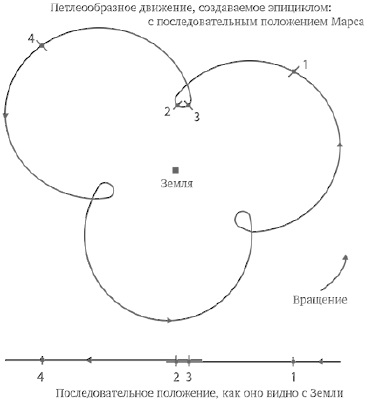 Петлеобразное движение, создаваемое эпициклом:
с последовательным положением Марса
4
1
2
3
Земля
Вращение
4
2
3
1
Последовательное положение, как оно видно с Земли